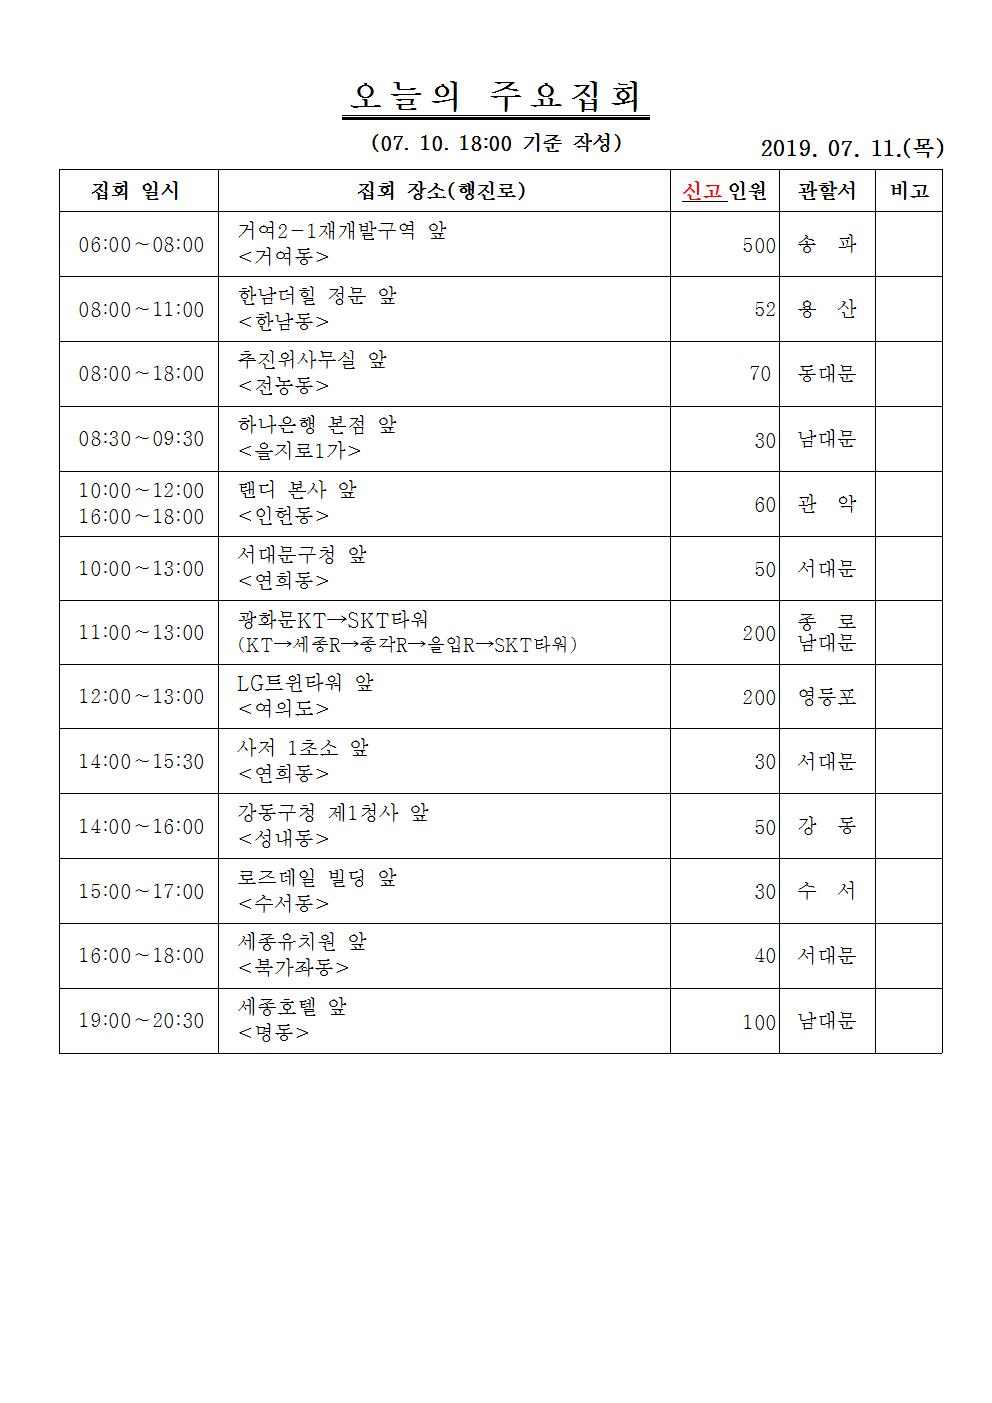 오늘의 주요집회
(07. 10. 18:00 기준 작성)
2019. 07. 11.(목)
집회 일시 집회 장소(행진로) 신고인원 관할서 비고
06:00~08:00 거여2-1재개발구역 앞 <거여동> 500 송 파
08:00~11:00 한남더힐 정문 앞 <한남동> 52 용 산
08:00~18:00 추진위사무실 앞 <전농동> 70 동대문
08:30~09:30 하나은행 본점 앞 <을지로1가> 30 남대문
10:00~12:00 16:00~18:00 탠디 본사 앞 <인헌동> 60 관 악
10:00~13:00 서대문구청 앞 <연희동> 50 서대문
11:00~13:00 광화문KT→SKT타워 (KT→세종R→종각R→을입R→SKT타워) 200 종 로 남대문
12:00~13:00 LG트윈타워 앞 <여의도> 200 영등포
14:00~15:30 사저 1초소 앞 <연희동> 30 서대문
14:00~16:00 강동구청 제1청사 앞 <성내동> 50 강 동
15:00~17:00 로즈데일 빌딩 앞 <수서동> 30 수 서
16:00~18:00 세종유치원 앞 <북가좌동> 40 서대문
19:00~20:30 세종호텔 앞 <명동> 100 남대문